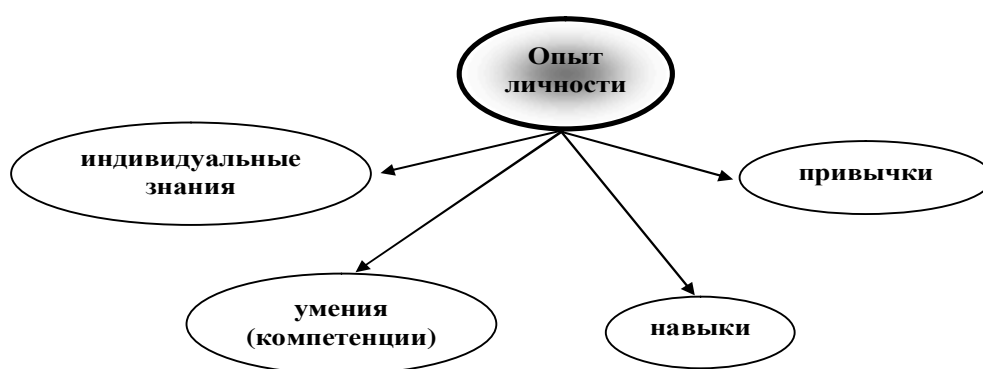 Опыт
личности
индивидуальные
знания
привычки
умения
(компетенции)
навыки